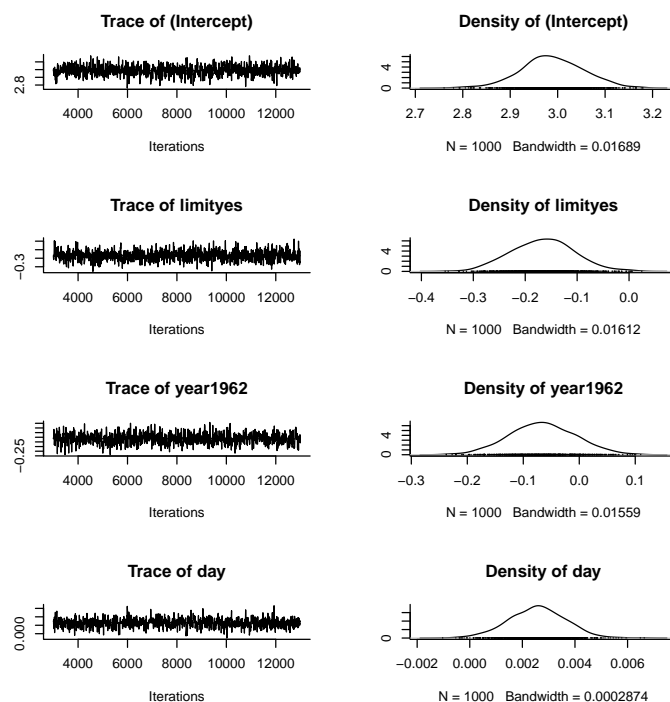 Trace of (Intercept)
2.8
4000 6000 8000 10000 12000
Iterations
Density of (Intercept)
0 4
2.7 2.8 2.9 3.0 3.1 3.2
N = 1000 Bandwidth = 0.01689
Trace of limityes
−0.3
4000 6000 8000 10000 12000
Iterations
Density of limityes
0 4
−0.4 −0.3 −0.2 −0.1 0.0
N = 1000 Bandwidth = 0.01612
Trace of year1962
−0.25
4000 6000 8000 10000 12000
Iterations
Density of year1962
0 4
−0.3 −0.2 −0.1 0.0 0.1
N = 1000 Bandwidth = 0.01559
Trace of day
0.000
4000 6000 8000 10000 12000
Iterations
Density of day
0
−0.002 0.000 0.002 0.004 0.006
N = 1000 Bandwidth = 0.0002874